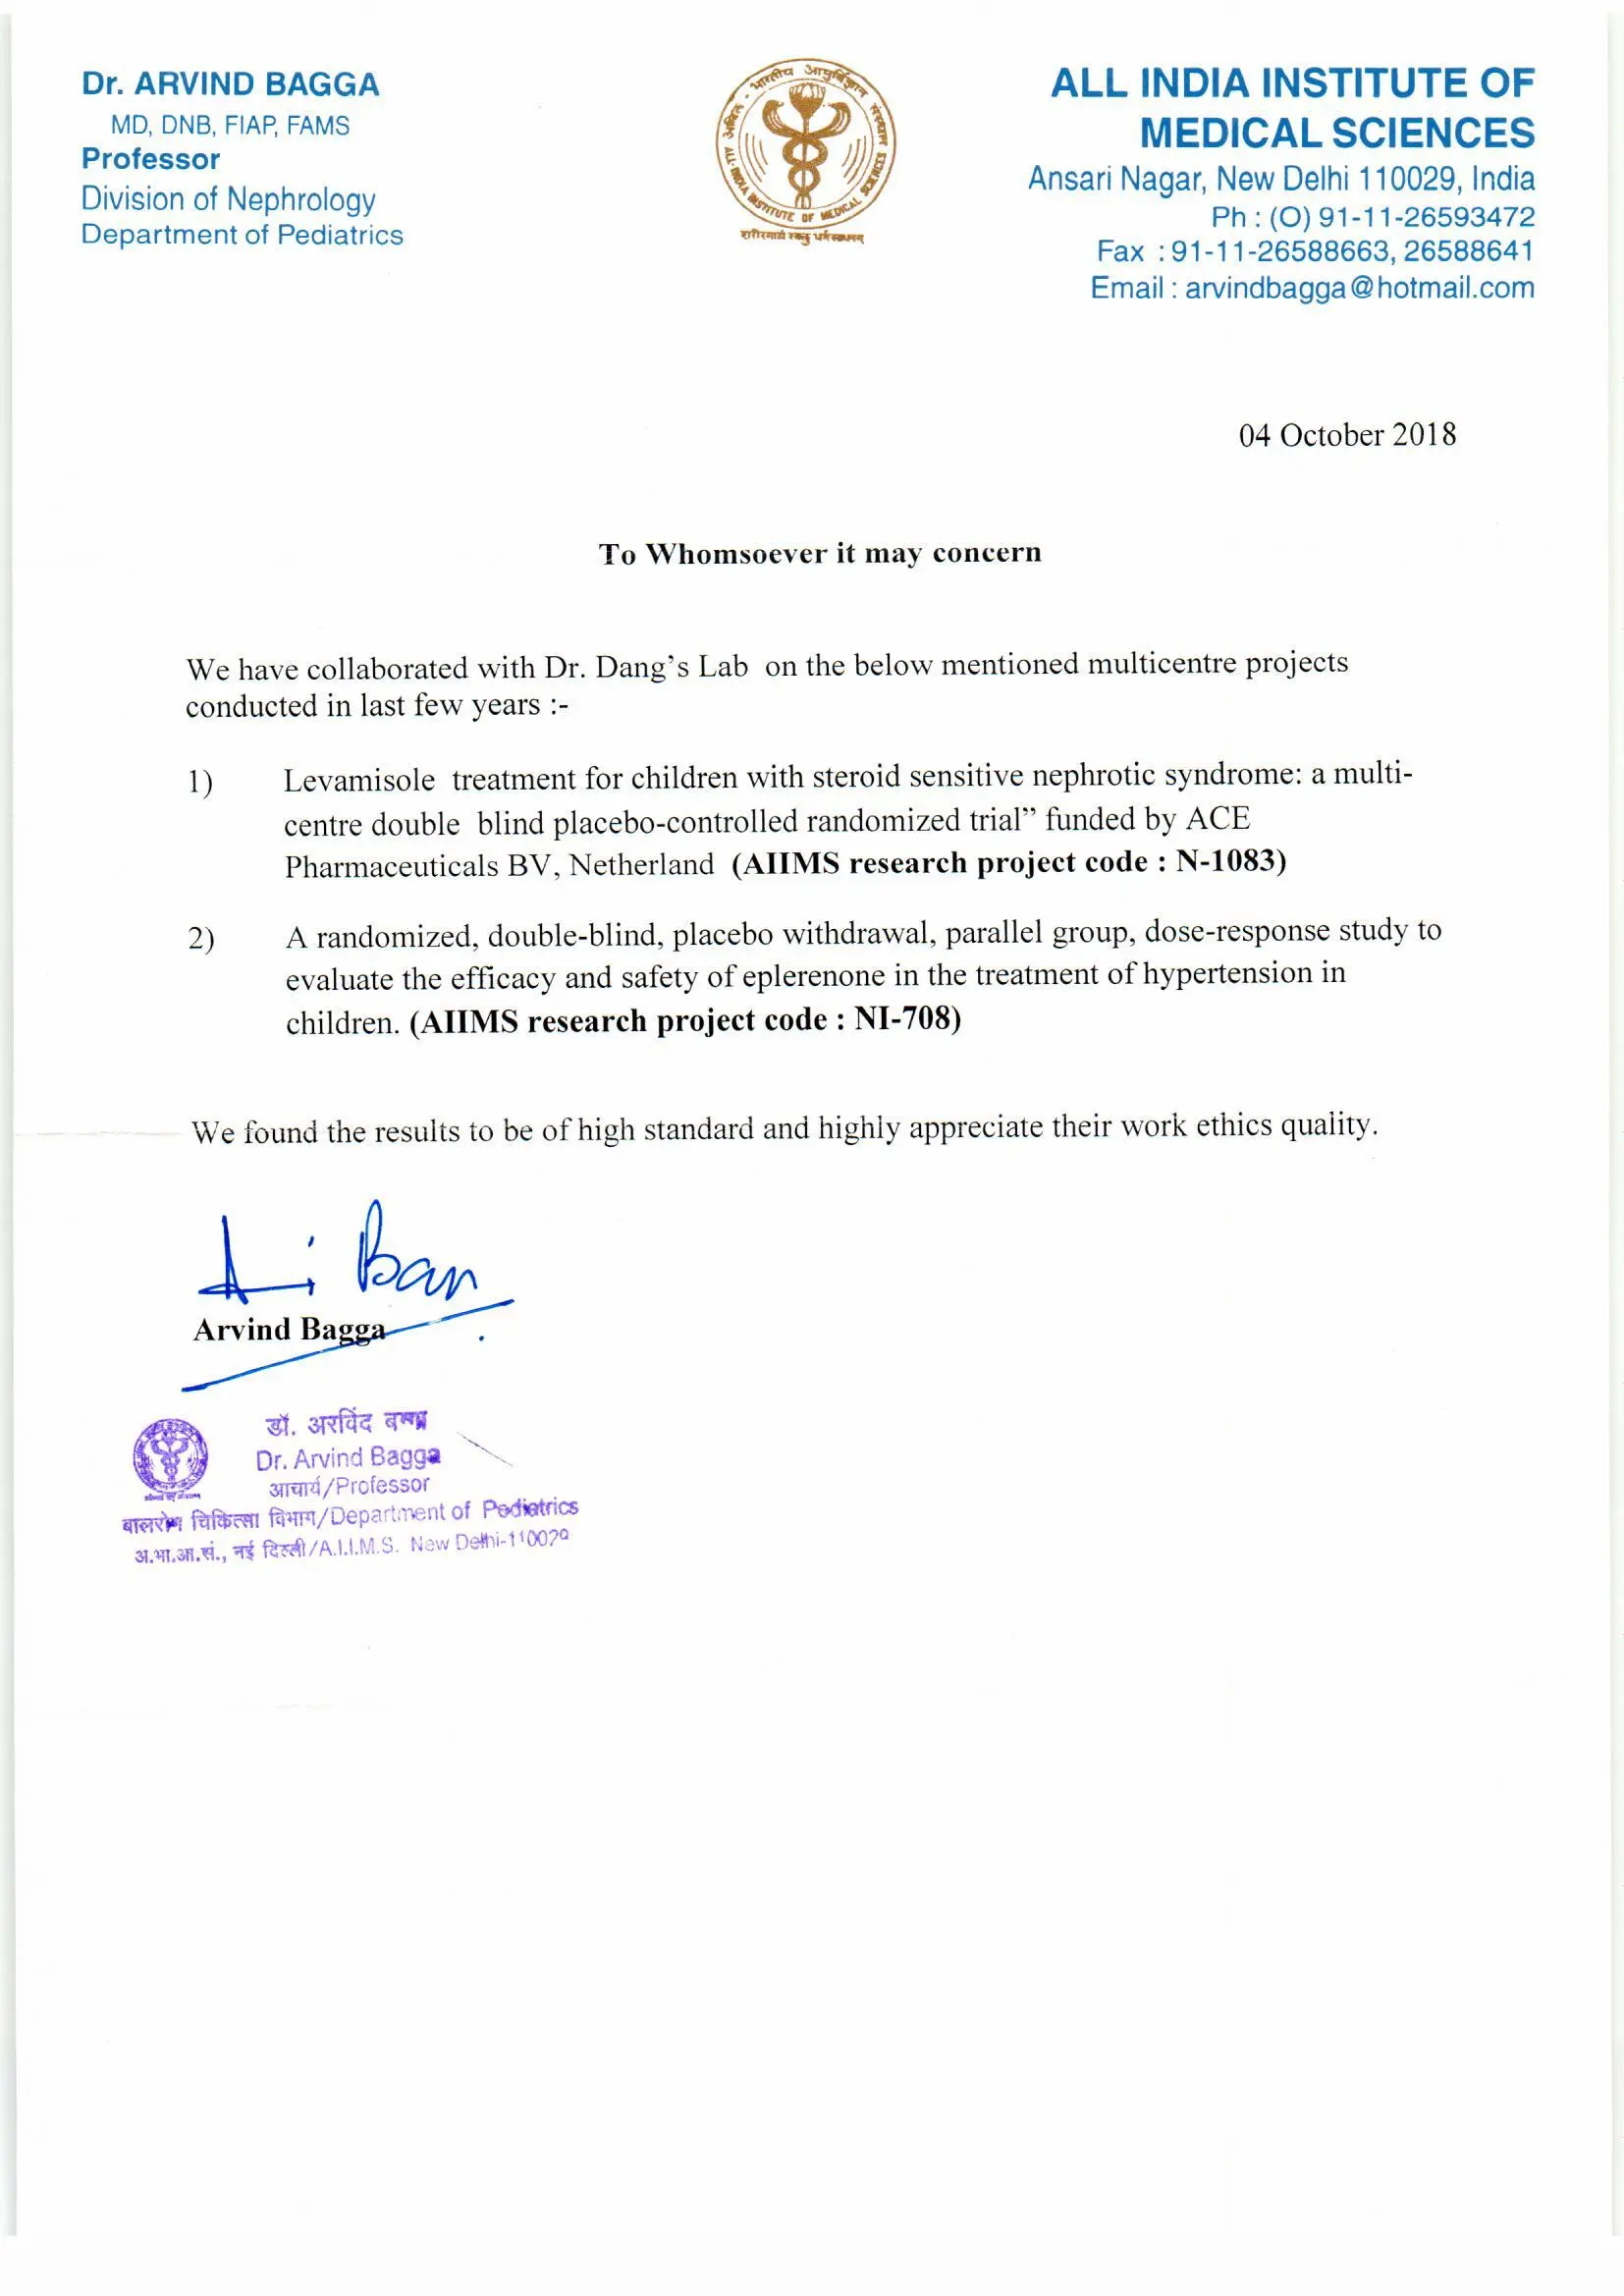 Dr. ARVIND BAGGA
MD, DNB, FIAP, FAMS
Professor
Division of Nephrology
Department of Pediatrics
अखिल - भारतीय आयुर्विज्ञान संस्थान
ALL-INDIA INSTITUTE OF MEDICAL SCIENCES
ALL INDIA INSTITUTE OF
MEDICAL SCIENCES
Ansari Nagar, New Delhi 110029, India
Ph : (O) 91-11-26593472
Fax : 91-11-26588663, 26588641
Email : arvindbagga@hotmail.com
04 October 2018
To Whomsoever it may concern
We have collaborated with Dr. Dang's Lab on the below mentioned multicentre projects
conducted in last few years :-
1) Levamisole treatment for children with steroid sensitive nephrotic syndrome: a multi-
centre double blind placebo-controlled randomized trial” funded by ACE
Pharmaceuticals BV, Netherland (AIIMS research project code : N-1083)
2) A randomized, double-blind, placebo withdrawal, parallel group, dose-response study to
evaluate the efficacy and safety of eplerenone in the treatment of hypertension in
children. (AIIMS research project code : NI-708)
We found the results to be of high standard and highly appreciate their work ethics quality.
Arvind Bagga
डॉ. अरविंद
Dr. Arvind Bagga
आचार्य/Professor
बालरोग चिकित्सा विभाग/Department of Pediatrics
अ.भा.आ.सं., नई दिल्ली/A.I.I.M.S. New Delhi-110029